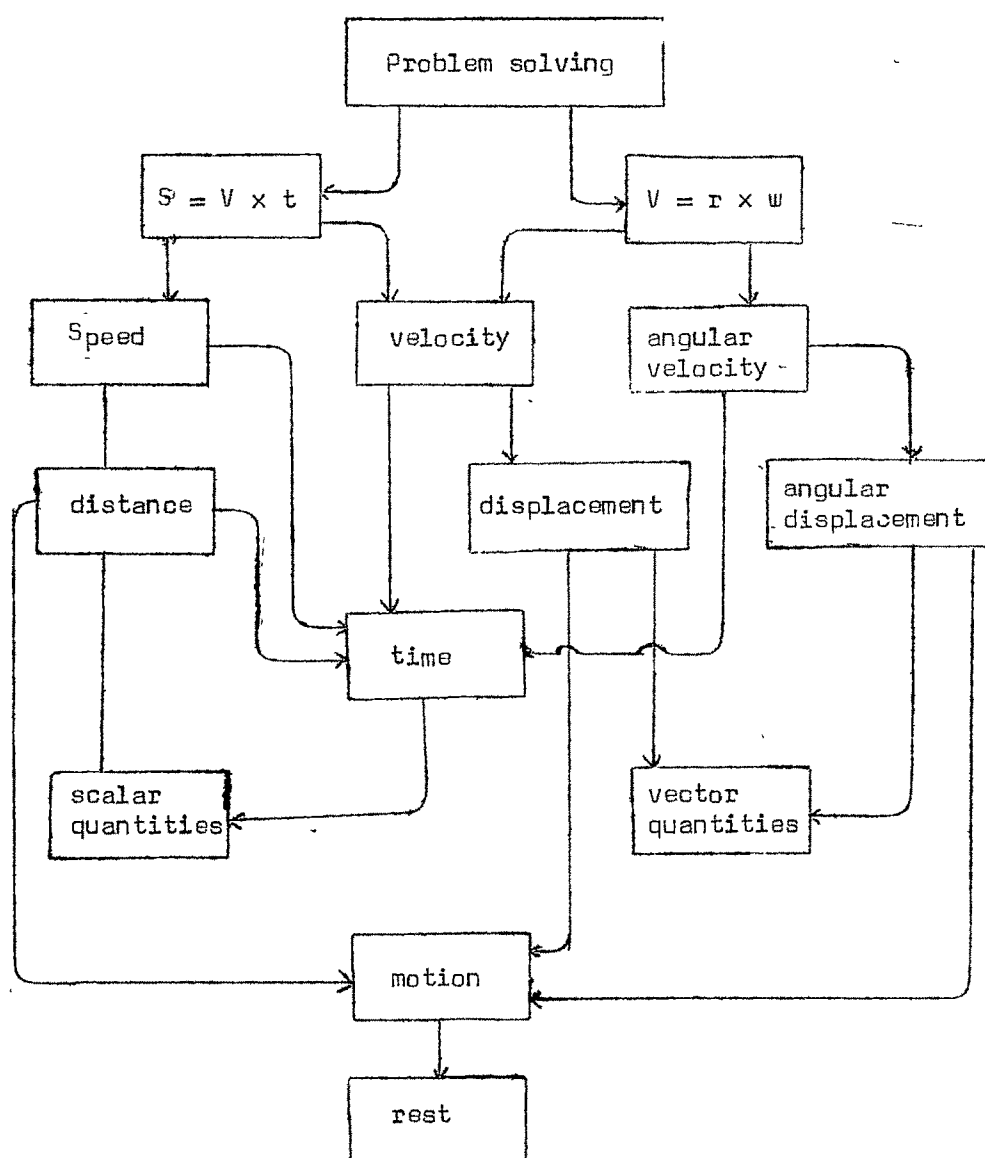 Problem solving
S = V × t
V = r × w
Speed
velocity
angular
velocity
distance
displacement
angular
displacement
time
scalar
quantities
vector
quantities
motion
rest